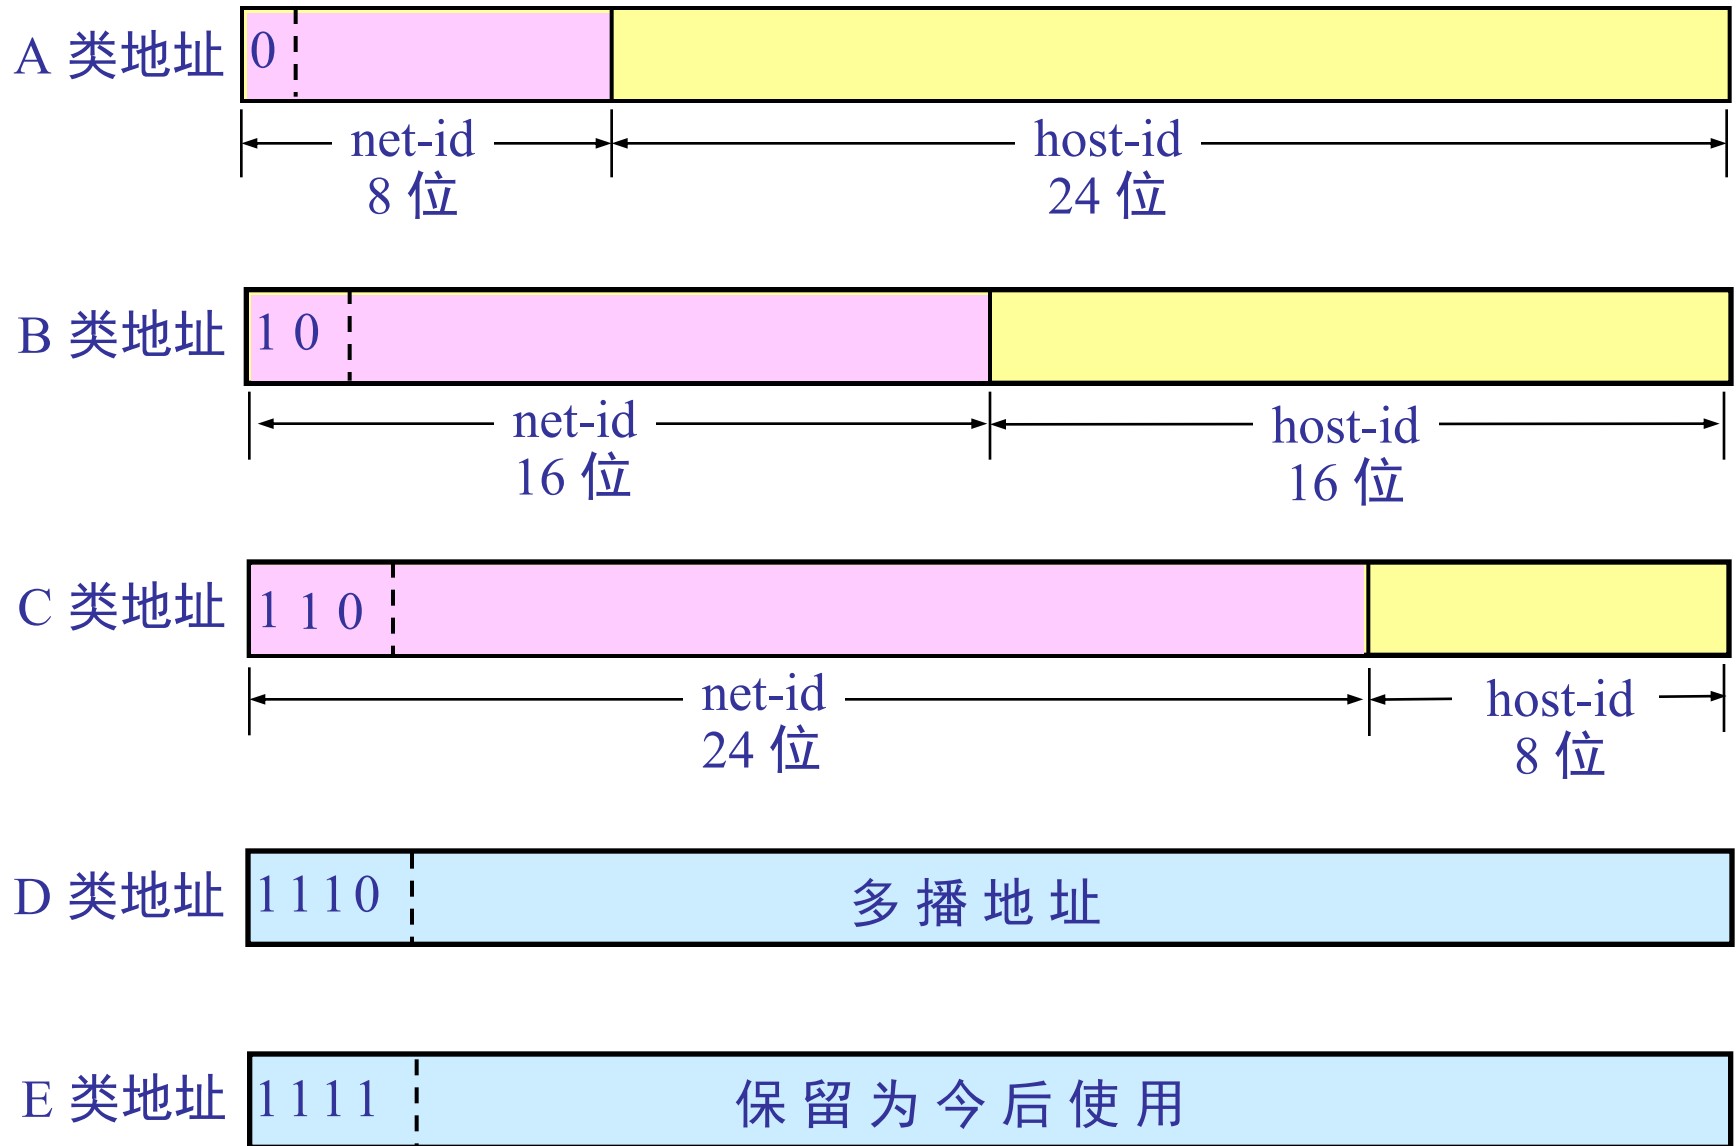 A 类地址
0
net-id
8 位
host-id
24 位
B 类地址
1 0
net-id
16 位
host-id
16 位
C 类地址
1 1 0
net-id
24 位
host-id
8 位
D 类地址
1 1 1 0
多播地址
E 类地址
1 1 1 1
保留为今后使用